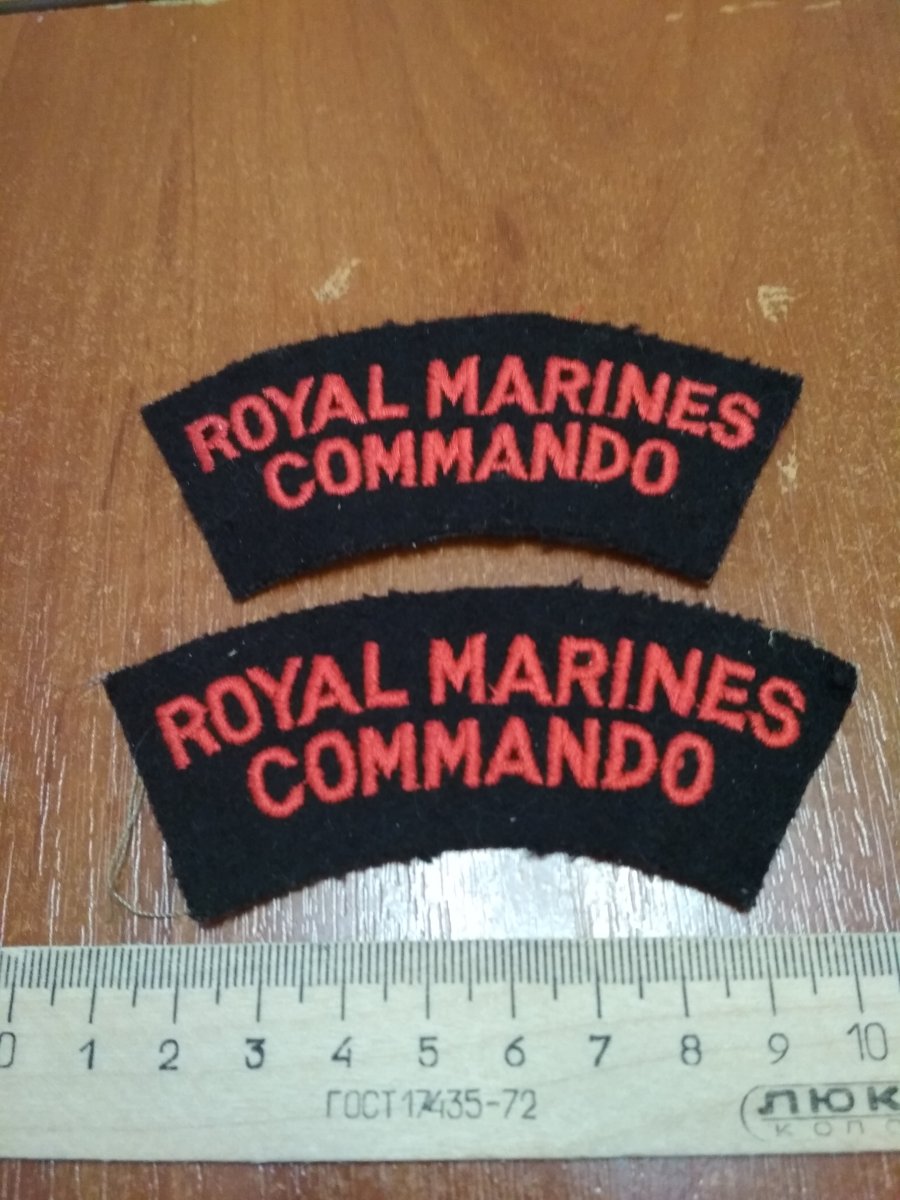 ROYAL MARINES
COMMANDO
ROYAL MARINES
COMMANDO
0 1 2 3 4 5 6 7 8 9 10
ГОСТ 17435-72
ЛЮК